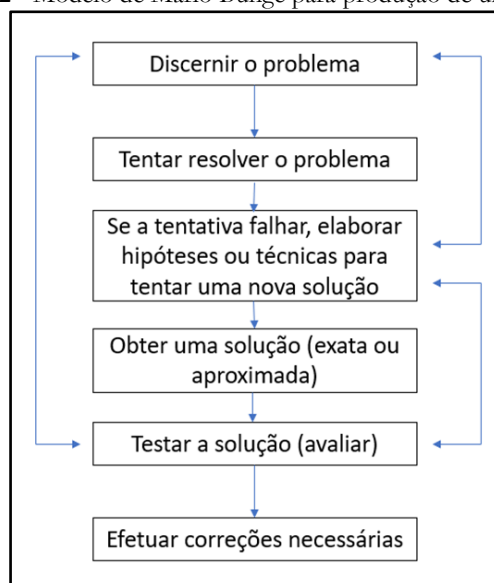 Modelo de Mario Bunge para produção de
Discernir o problema
Tentar resolver o problema
Se a tentativa falhar, elaborar
hipóteses ou técnicas para
tentar uma nova solução
Obter uma solução (exata ou
aproximada)
Testar a solução (avaliar)
Efetuar correções necessárias